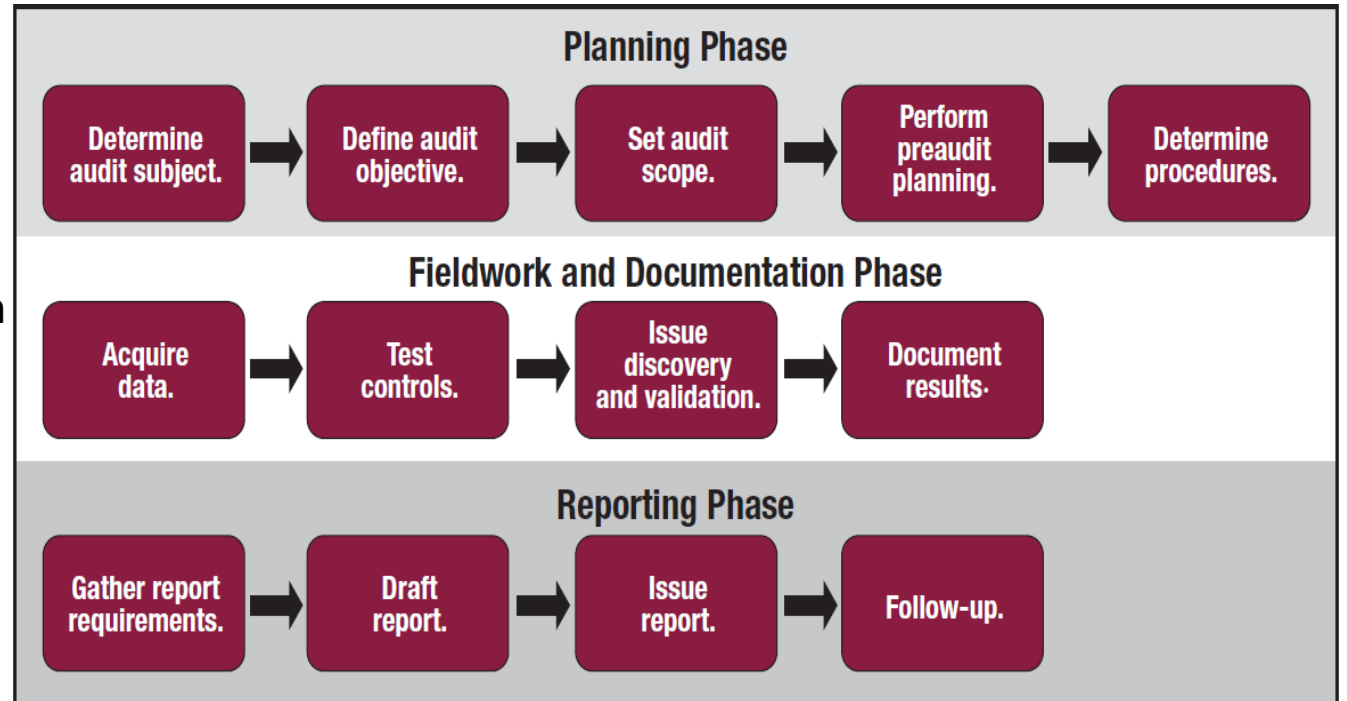 Planning Phase
Determine
audit subject.
Define audit
objective.
Set audit
scope.
Perform
preaudit
planning.
Determine
procedures.
Fieldwork and Documentation Phase
n
Acquire
data.
Test
controls.
Issue
discovery
and validation.
Document
results.
Reporting Phase
Gather report
requirements.
Draft
report.
Issue
report.
Follow-up.